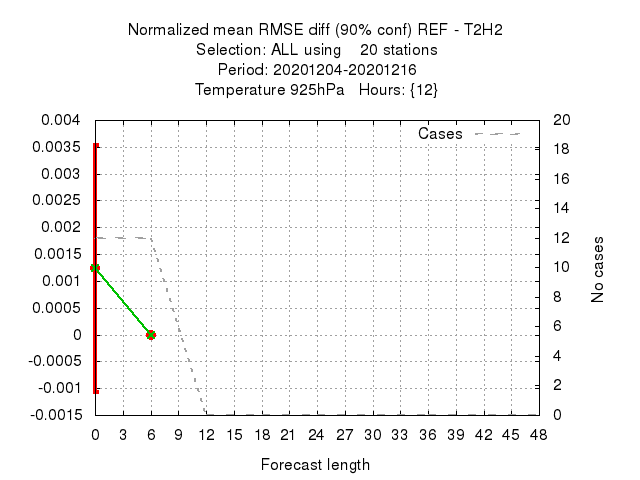 Normalized mean RMSE diff (90% conf) REF - T2H2
Selection: ALL using    20 stations
Period: 20201204-20201216
Temperature 925hPa   Hours: {12}
0.004
0.0035
0.003
0.0025
0.002
0.0015
0.001
0.0005
0
-0.0005
-0.001
-0.0015
Cases
20
18
16
14
12
10
8
6
4
2
0
No cases
0 3 6 9 12 15 18 21 24 27 30 33 36 39 42 45 48
Forecast length